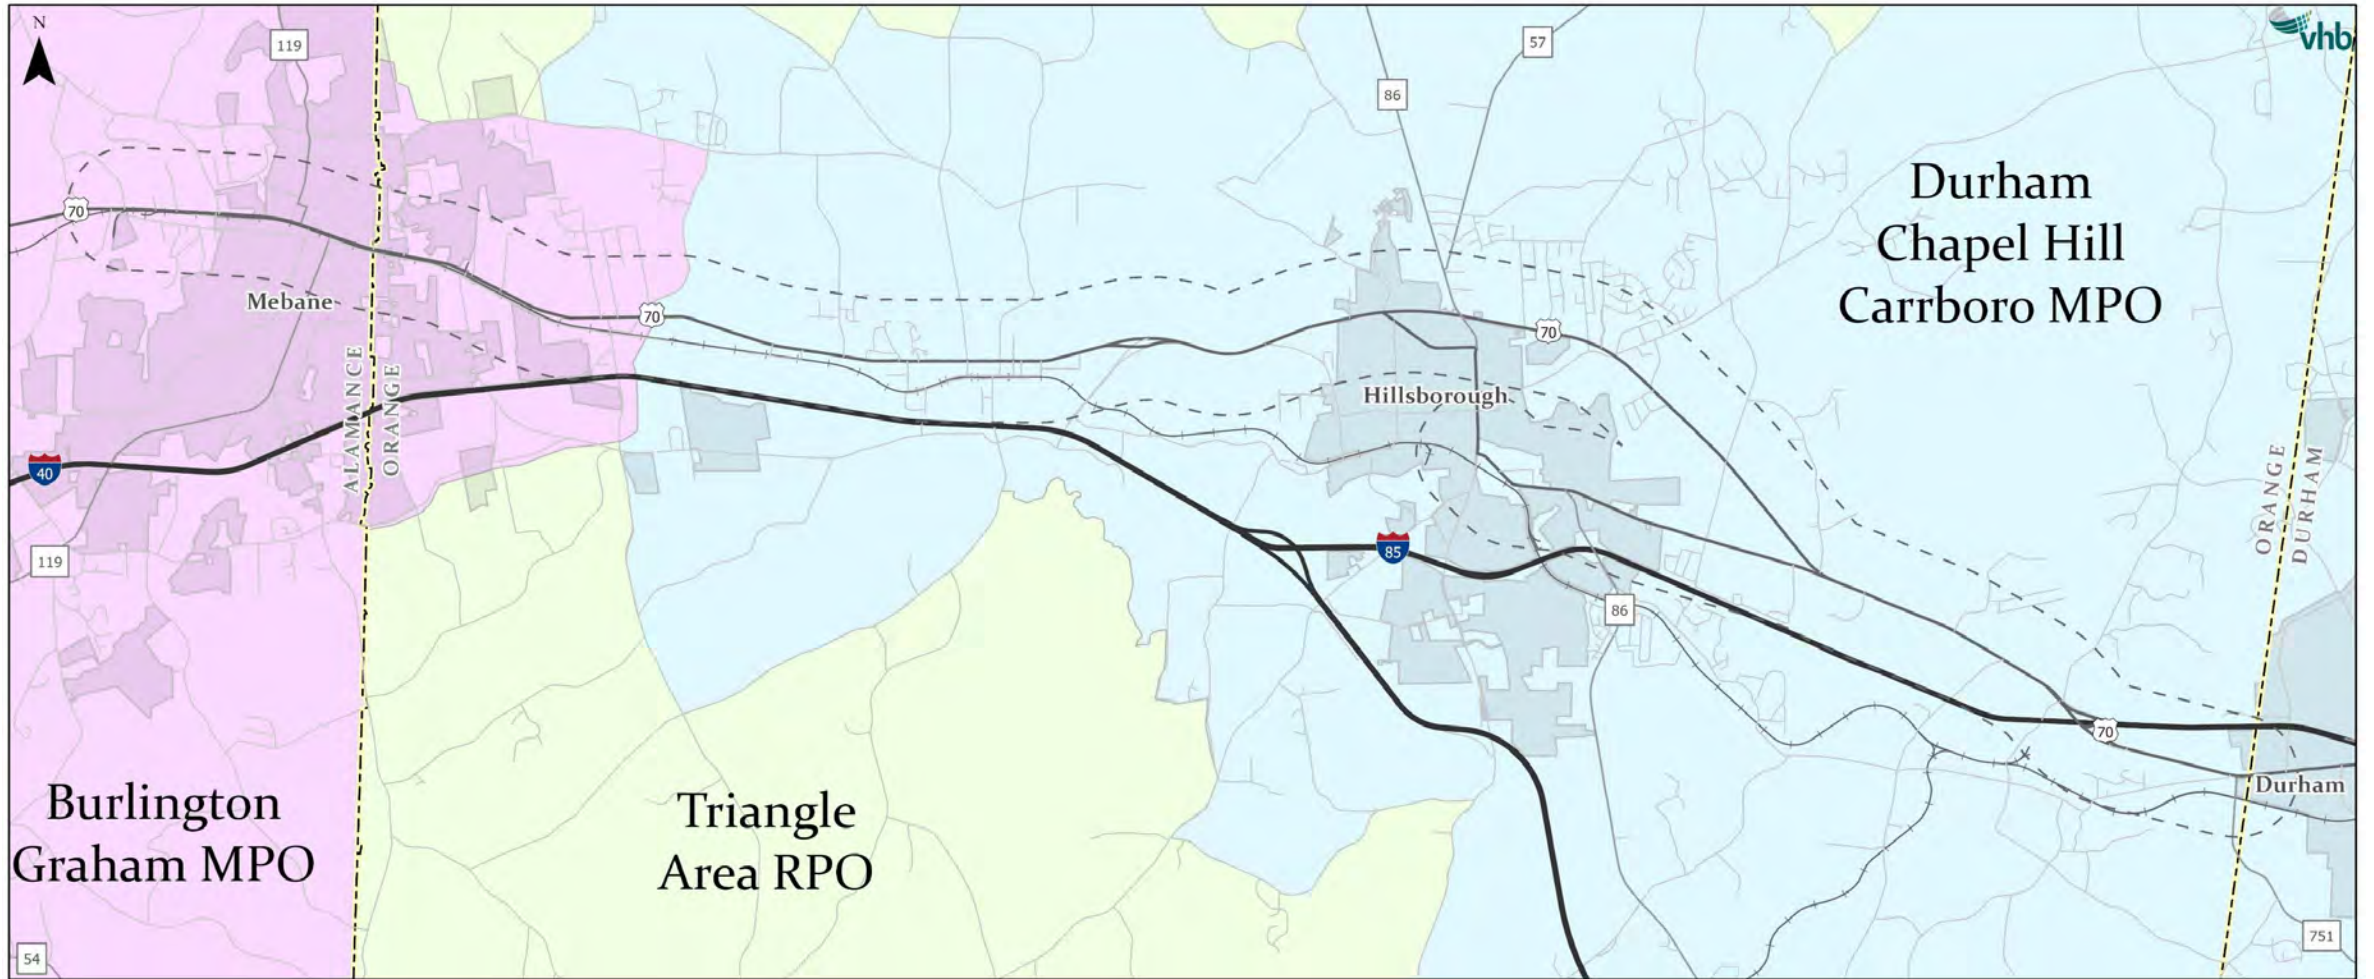 N
119
57
vhb
86
Durham
Chapel Hill
Carrboro MPO
70
Mebane
70
70
ALAMANCE
ORANGE
Hillsborough
40
ORANGE
DURHAM
119
85
86
70
Durham
Burlington
Graham MPO
Triangle
Area RPO
54
751